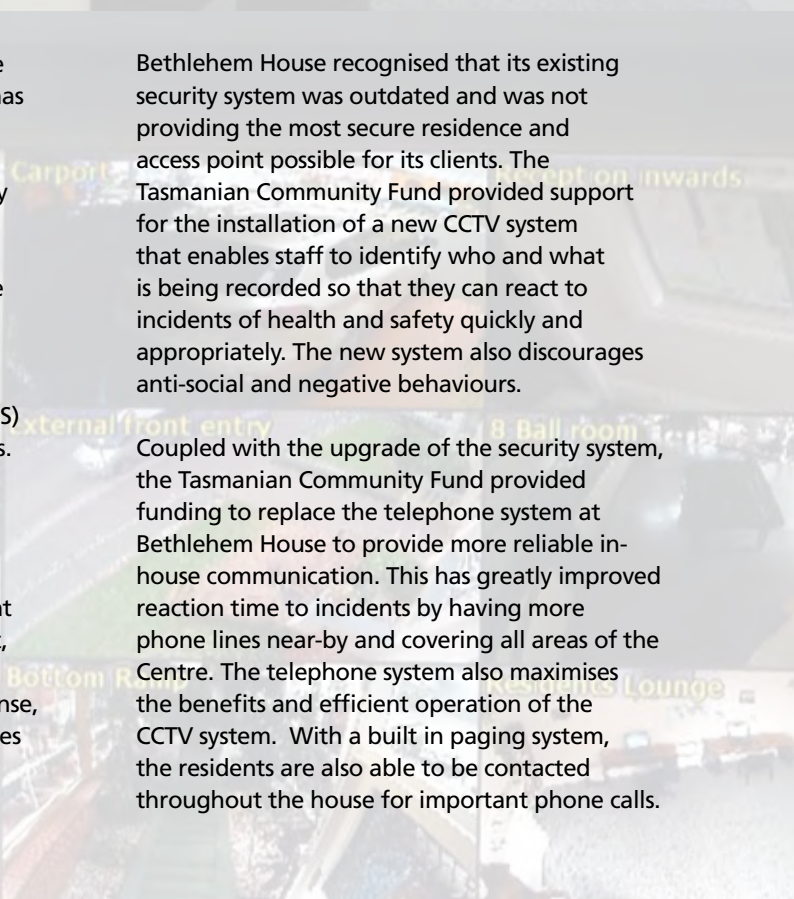 e
as
y
e
S)
s.
nt
,
nse,
es
Bethlehem House recognised that its existing
security system was outdated and was not
providing the most secure residence and
access point possible for its clients. The
Tasmanian Community Fund provided support
for the installation of a new CCTV system
that enables staff to identify who and what
is being recorded so that they can react to
incidents of health and safety quickly and
appropriately. The new system also discourages
anti-social and negative behaviours.
Coupled with the upgrade of the security system,
the Tasmanian Community Fund provided
funding to replace the telephone system at
Bethlehem House to provide more reliable in-
house communication. This has greatly improved
reaction time to incidents by having more
phone lines near-by and covering all areas of the
Centre. The telephone system also maximises
the benefits and efficient operation of the
CCTV system.  With a built in paging system,
the residents are also able to be contacted
throughout the house for important phone calls.
Carport
Reception inwards
External front entry
8 Ball room
Bottom Ramp
Residents Lounge